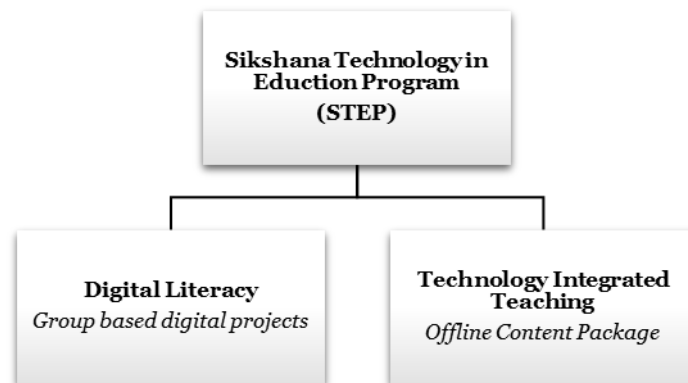 Sikshana Technology in
Eduction Program
(STEP)
Digital Literacy
Group based digital projects
Technology Integrated
Teaching
Offline Content Package